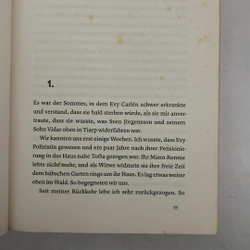 1.
Es war der Sommer, in dem Evy Carlén schwer erkrankte
und verstand, dass sie bald sterben würde, als sie mir anvertrau-
te, dass sie wusste, was Sven Jörgensson und seinem
Sohn Vidar oben in Tiarp widerfahren war.
Wir kannten uns erst einige Wochen. Ich wusste, dass Evy
Polizistin gewesen und ein paar Jahre nach ihrer Pensionie-
rung in das Haus nahe Tofta gezogen war. Ihr Mann Ronnie
lebte nicht mehr, und als Witwe widmete sie ihre freie Zeit
dem hübschen Garten rings um ihr Haus. Es lag etwas weiter
oben im Wald. So begegneten wir uns.
Seit meiner Rückkehr lebe ich sehr zurückgezogen. So
11